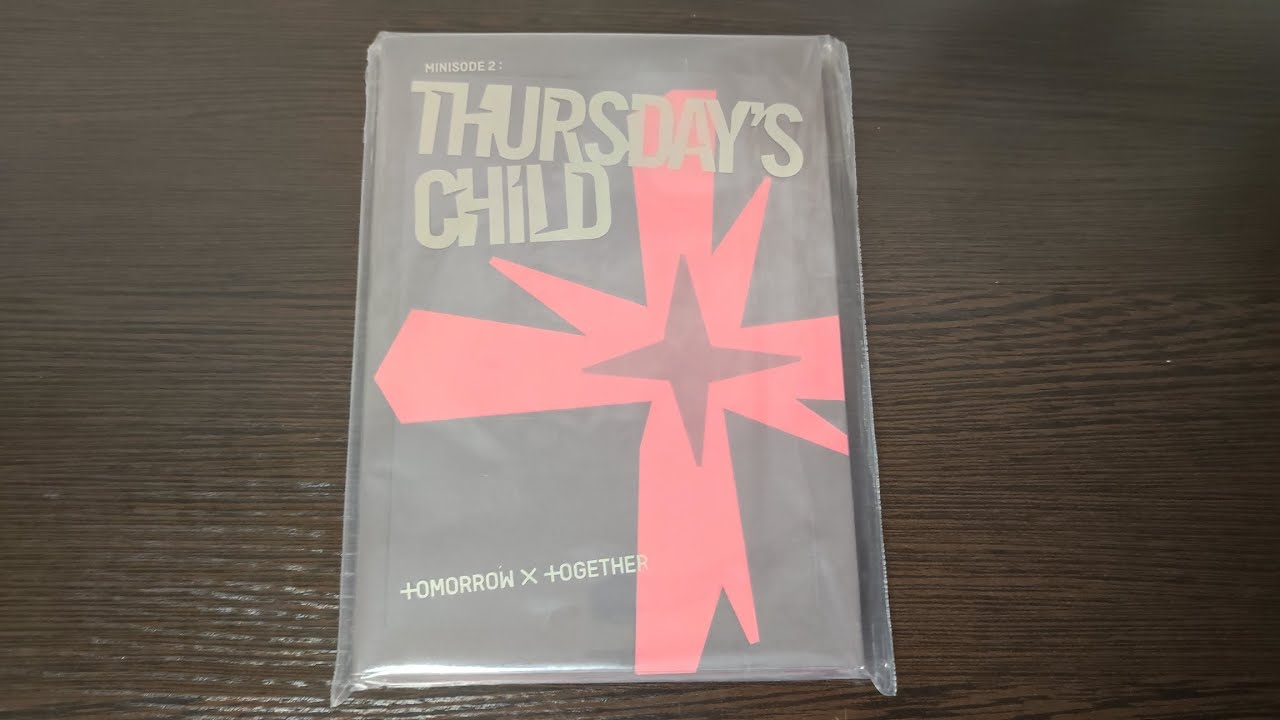 MINISODE 2:
THURSDAY'S
CHILD
TOMORROW X TOGETHER